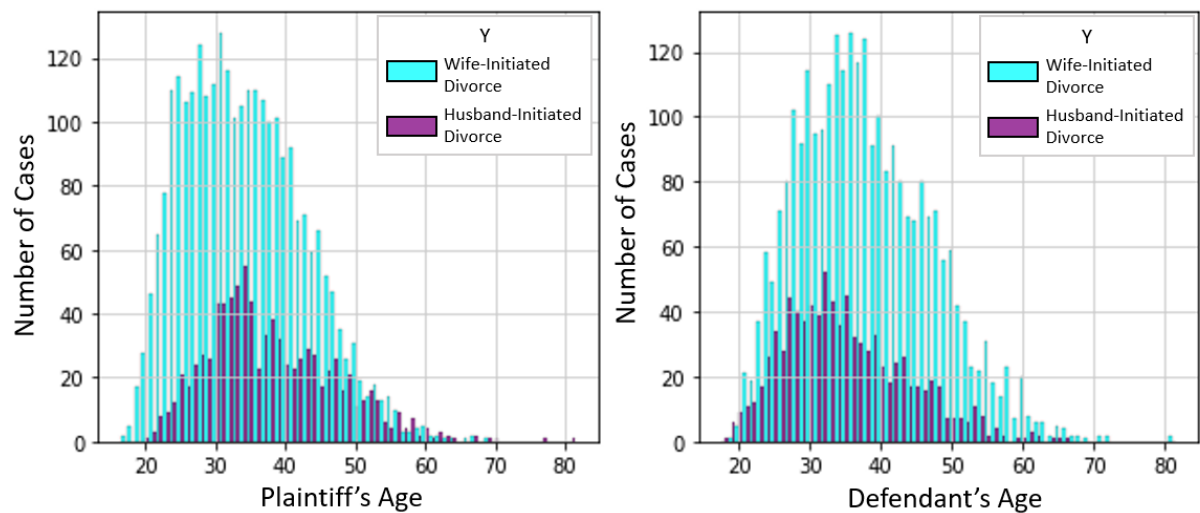 Number of Cases
120
100
80
60
40
20
0
20 30 40 50 60 70 80
Plaintiff's Age
Y
Wife-Initiated
Divorce
Husband-Initiated
Divorce
Number of Cases
120
100
80
60
40
20
0
20 30 40 50 60 70 80
Defendant's Age
Y
Wife-Initiated
Divorce
Husband-Initiated
Divorce